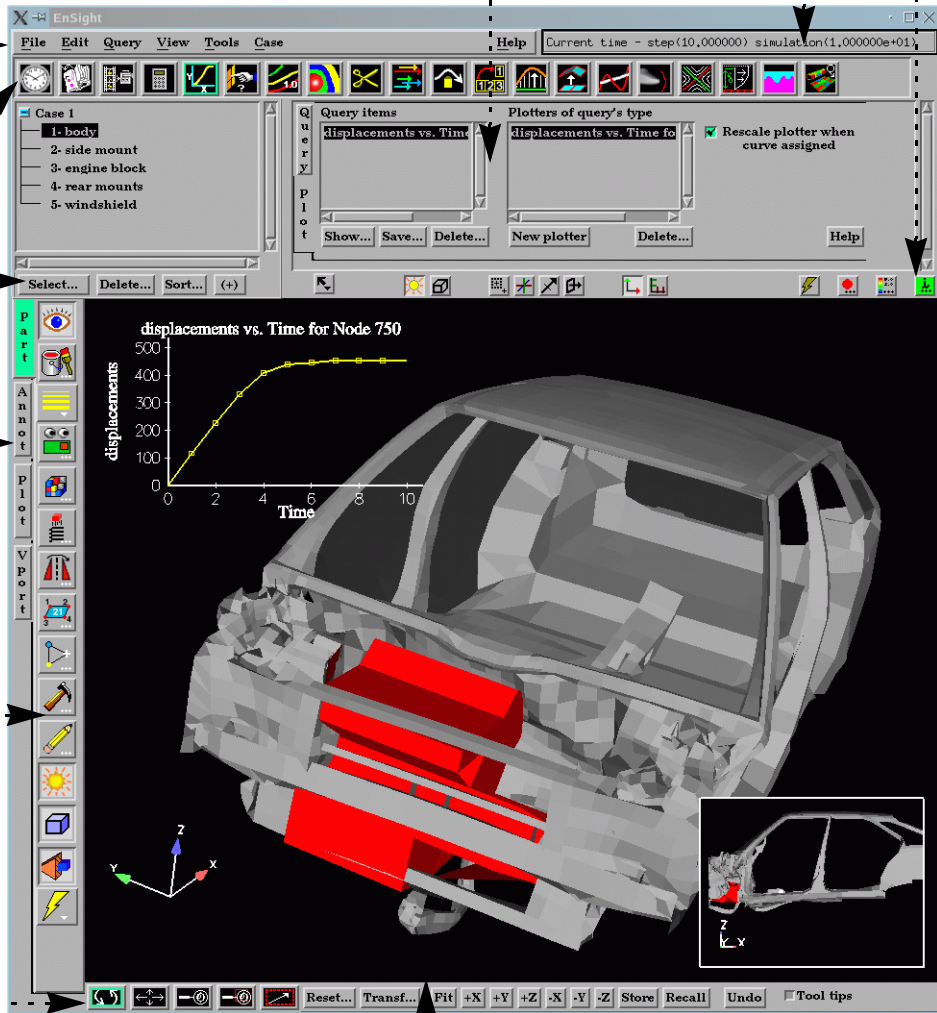 EnSight
File Edit Query View Tools Case Help
Current time - step(10,000000) simulation(1,000000e+01)
Case 1
1- body
2- side mount
3- engine block
4- rear mounts
5- windshield
Select... Delete... Sort... (+)
Query
Plot
Query items
displacements vs. Time
Show... Save... Delete...
Plotters of query's type
displacements vs. Time fo
New plotter Delete...
Rescale plotter when
curve assigned
Help
Part
Annot
Plot
Vport
displacements vs. Time for Node 750
displacements
500
400
300
200
100
0
0 2 4 6 8 10
Time
Z
Y X
Z
Y X
Reset... Transf... Fit +X +Y +Z -X -Y -Z Store Recall Undo Tool tips